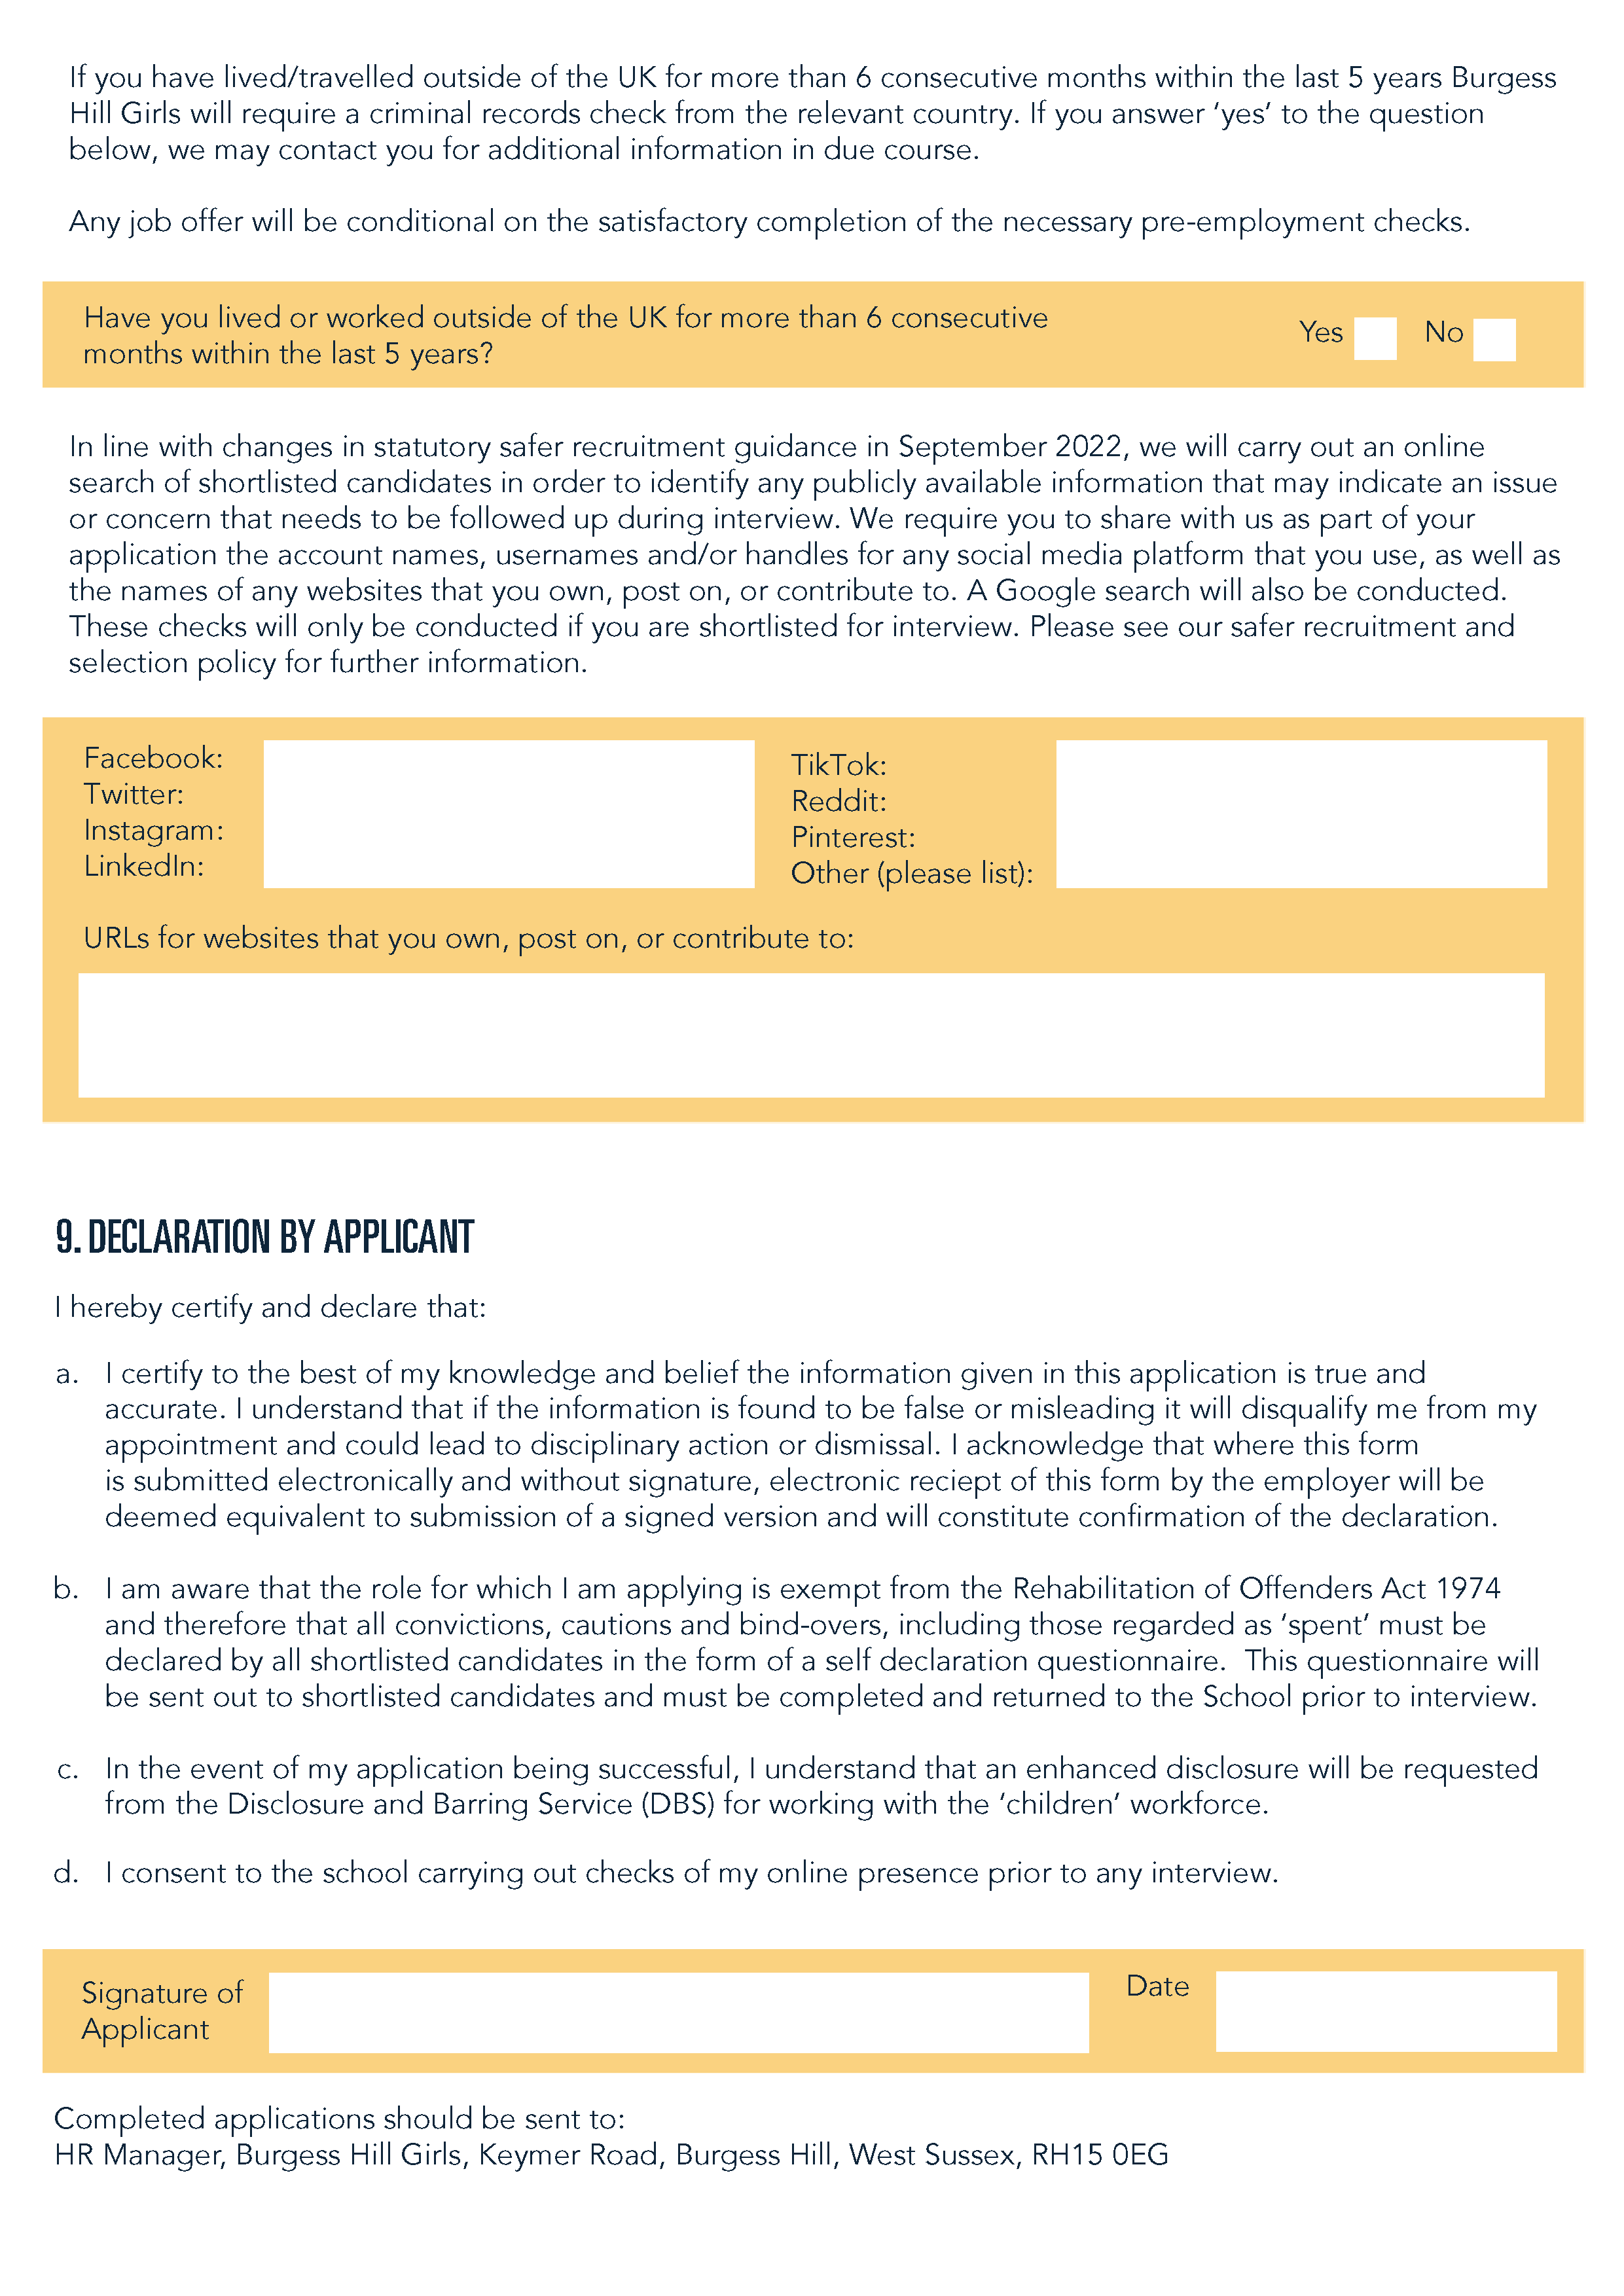 If you have lived/travelled outside of the UK for more than 6 consecutive months within the last 5 years Burgess
Hill Girls will require a criminal records check from the relevant country. If you answer ‘yes’ to the question
below, we may contact you for additional information in due course.
Any job offer will be conditional on the satisfactory completion of the necessary pre-employment checks.
Have you lived or worked outside of the UK for more than 6 consecutive
months within the last 5 years?
Yes No
In line with changes in statutory safer recruitment guidance in September 2022, we will carry out an online
search of shortlisted candidates in order to identify any publicly available information that may indicate an issue
or concern that needs to be followed up during interview. We require you to share with us as part of your
application the account names, usernames and/or handles for any social media platform that you use, as well as
the names of any websites that you own, post on, or contribute to. A Google search will also be conducted.
These checks will only be conducted if you are shortlisted for interview. Please see our safer recruitment and
selection policy for further information.
Facebook:
Twitter:
Instagram:
LinkedIn:
TikTok:
Reddit:
Pinterest:
Other (please list):
URLs for websites that you own, post on, or contribute to:
9. DECLARATION BY APPLICANT
I hereby certify and declare that:
a. I certify to the best of my knowledge and belief the information given in this application is true and
accurate. I understand that if the information is found to be false or misleading it will disqualify me from my
appointment and could lead to disciplinary action or dismissal. I acknowledge that where this form
is submitted electronically and without signature, electronic reciept of this form by the employer will be
deemed equivalent to submission of a signed version and will constitute confirmation of the declaration.
b. I am aware that the role for which I am applying is exempt from the Rehabilitation of Offenders Act 1974
and therefore that all convictions, cautions and bind-overs, including those regarded as ‘spent’ must be
declared by all shortlisted candidates in the form of a self declaration questionnaire. This questionnaire will
be sent out to shortlisted candidates and must be completed and returned to the School prior to interview.
c. In the event of my application being successful, I understand that an enhanced disclosure will be requested
from the Disclosure and Barring Service (DBS) for working with the ‘children’ workforce.
d. I consent to the school carrying out checks of my online presence prior to any interview.
Signature of
Applicant
Date
Completed applications should be sent to:
HR Manager, Burgess Hill Girls, Keymer Road, Burgess Hill, West Sussex, RH15 0EG